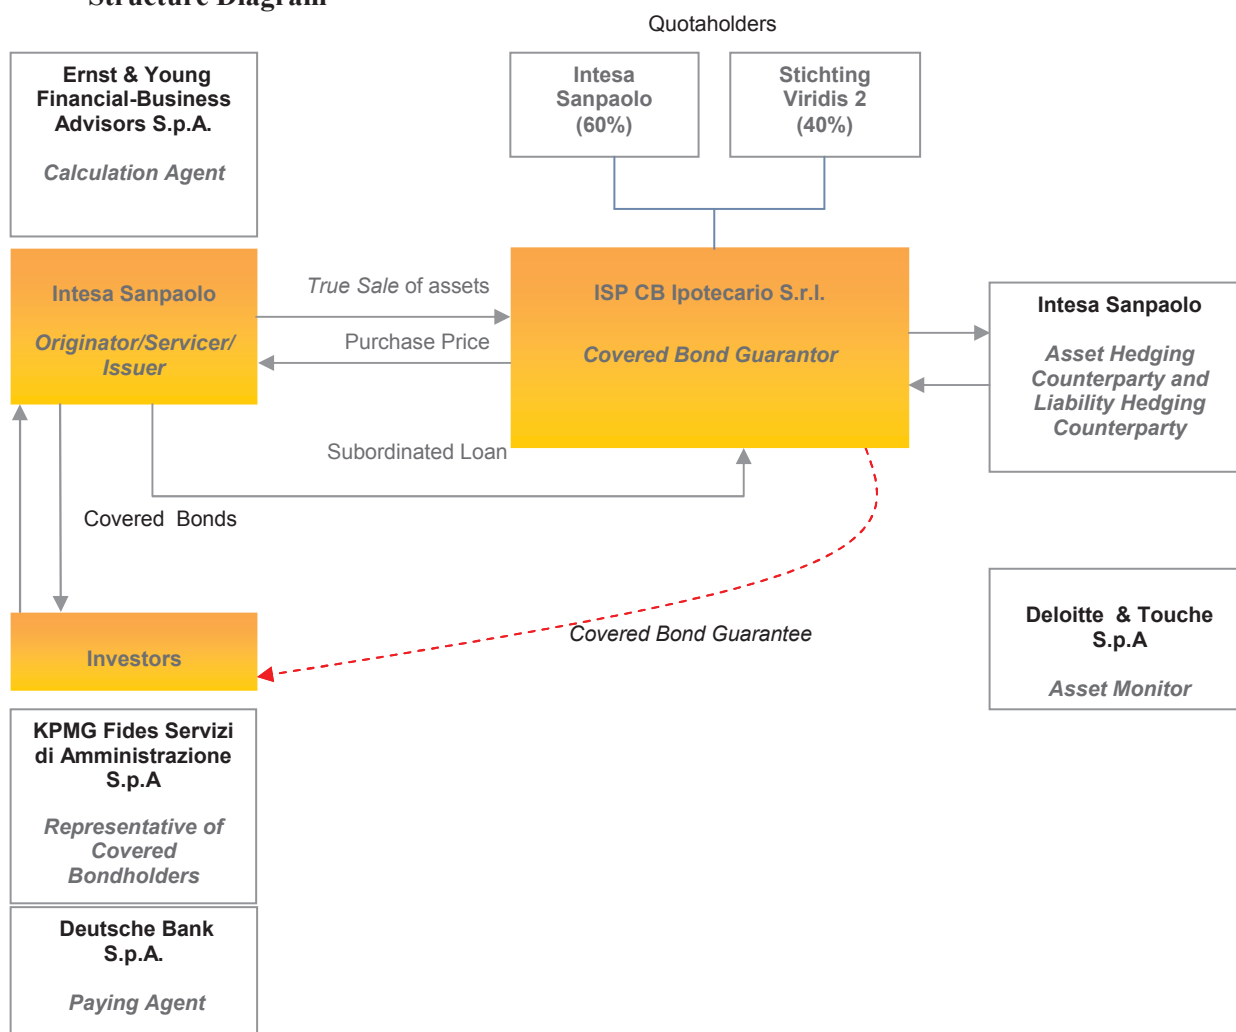 Structure Diagram
Quotaholders
Ernst & Young
Financial-Business
Advisors S.p.A.
Calculation Agent
Intesa
Sanpaolo
(60%)
Stichting
Viridis 2
(40%)
Intesa Sanpaolo
Originator/Servicer/
Issuer
True Sale of assets
Purchase Price
ISP CB Ipotecario S.r.l.
Covered Bond Guarantor
Intesa Sanpaolo
Asset Hedging
Counterparty and
Liability Hedging
Counterparty
Subordinated Loan
Covered Bonds
Covered Bond Guarantee
Investors
Deloitte & Touche
S.p.A
Asset Monitor
KPMG Fides Servizi
di Amministrazione
S.p.A
Representative of
Covered
Bondholders
Deutsche Bank
S.p.A.
Paying Agent